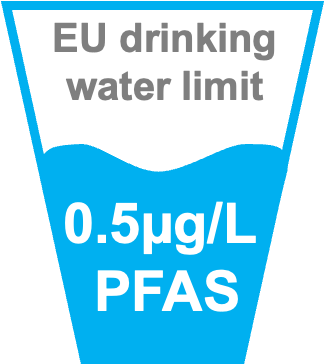 EU drinking
water limit
0.5µg/L
PFAS